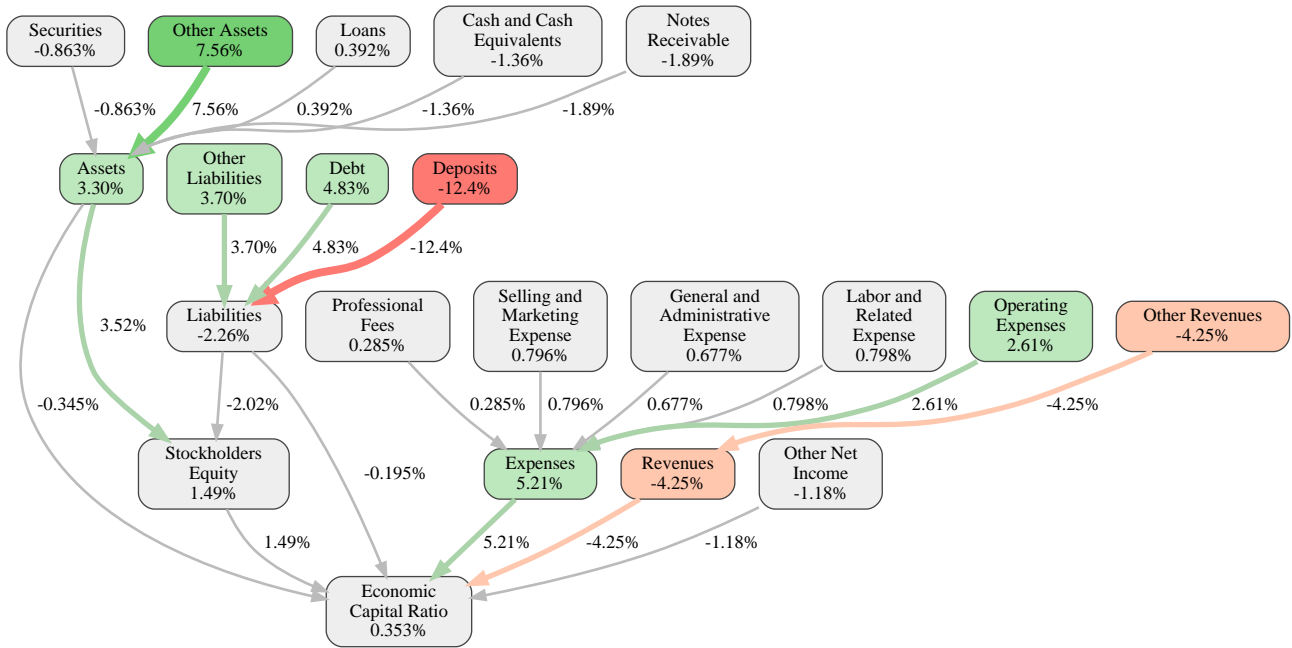 Securities
-0.863%
Other Assets
7.56%
Loans
0.392%
Cash and Cash
Equivalents
-1.36%
Notes
Receivable
-1.89%
-0.863%
7.56%
0.392%
-1.36%
-1.89%
Assets
3.30%
Other
Liabilities
3.70%
Debt
4.83%
Deposits
-12.4%
3.70%
4.83%
-12.4%
Liabilities
-2.26%
Professional
Fees
0.285%
Selling and
Marketing
Expense
0.796%
General and
Administrative
Expense
0.677%
Labor and
Related
Expense
0.798%
Operating
Expenses
2.61%
Other Revenues
-4.25%
3.52%
-0.345%
-2.02%
0.285%
0.796%
0.677%
0.798%
2.61%
-4.25%
Stockholders
Equity
1.49%
-0.195%
Expenses
5.21%
Revenues
-4.25%
Other Net
Income
-1.18%
1.49%
5.21%
-4.25%
-1.18%
Economic
Capital Ratio
0.353%